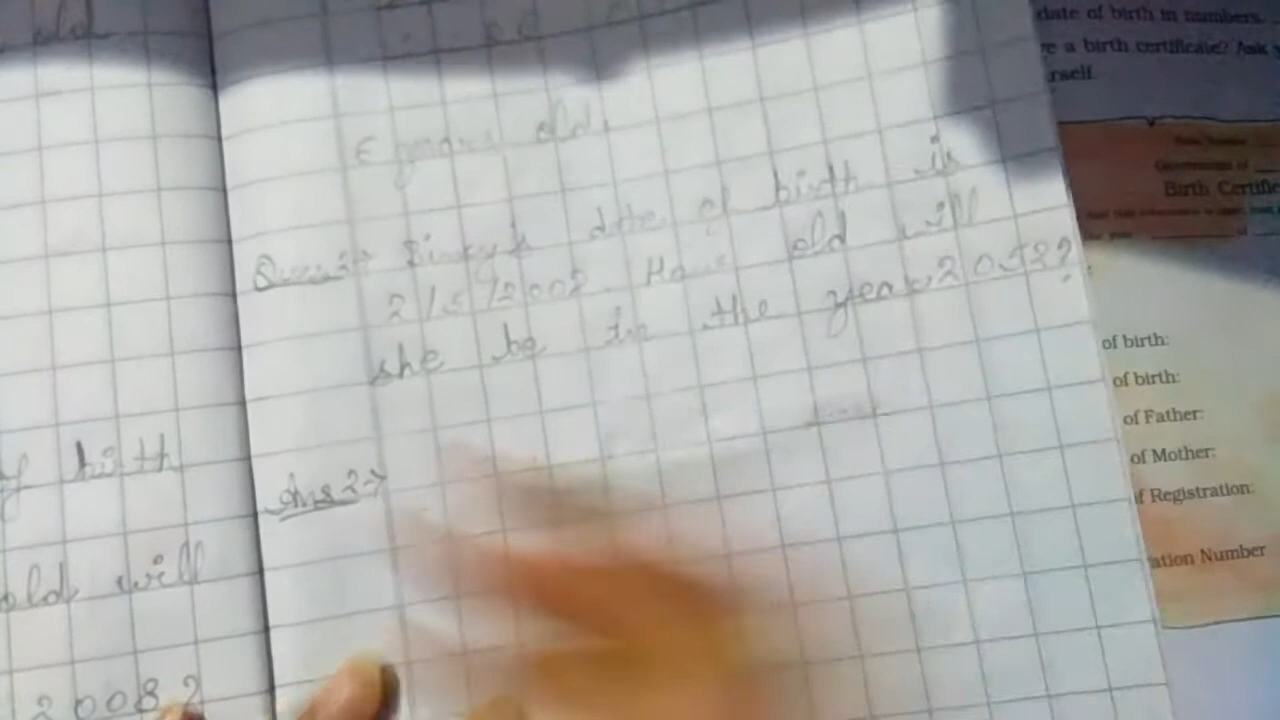 old
years old.
date of birth in numbers.
a birth certificate? Ask
rself.
Birth Certific
Ques 3→ date of birth is
2/5/2002. How old will
she be in the year 2052?
of birth:
of birth:
of Father:
of Mother:
of Registration:
ation Number
Ans 3→
birth
old will
2008?